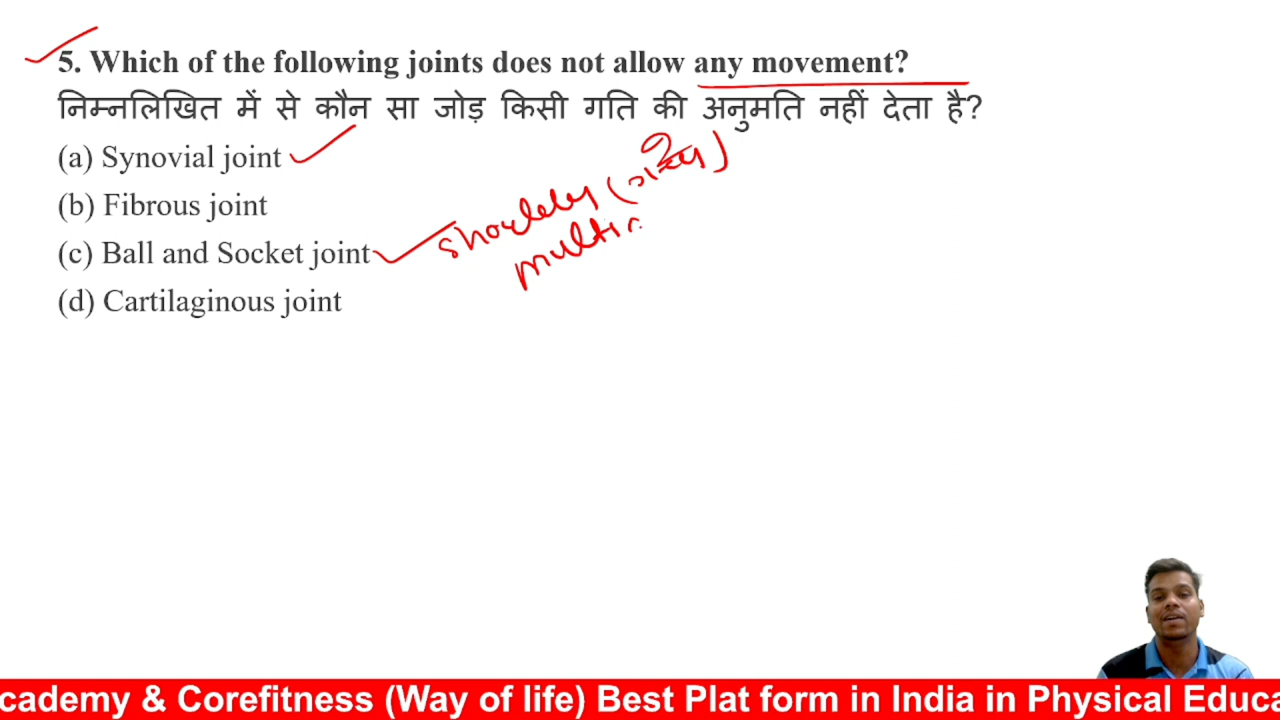 5. Which of the following joints does not allow any movement?
निम्नलिखित में से कौन सा जोड़ किसी गति की अनुमति नहीं देता है?
(a) Synovial joint
(b) Fibrous joint
(c) Ball and Socket joint
(d) Cartilaginous joint
multi
cademy & Corefitness (Way of life) Best Plat form in India in Physical Educa